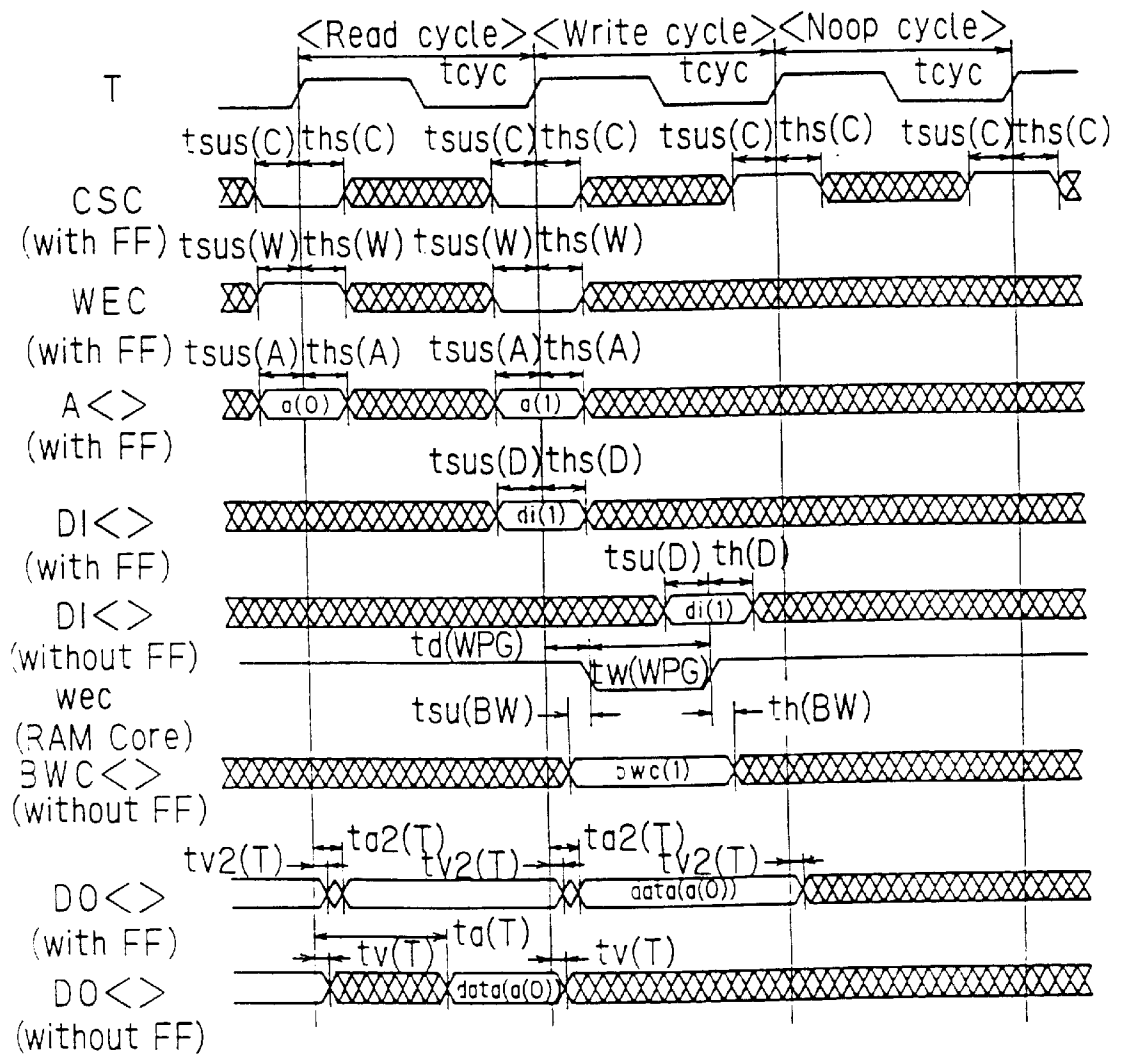 <Read cycle> <Write cycle> <Noop cycle>
T tcyc tcyc tcyc
tsus(C) ths(C) tsus(C) ths(C) tsus(C) ths(C) tsus(C) ths(C)
CSC
(with FF) tsus(W) ths(W) tsus(W) ths(W)
WEC
(with FF) tsus(A) ths(A) tsus(A) ths(A)
A<> a(0) a(1)
(with FF)
tsus(D) ths(D)
DI<> di(1)
(with FF) tsu(D) th(D)
DI<> di(1)
(without FF) td(WPG)
wec tw(WPG)
(RAM Core) tsu(BW) th(BW)
BWC<> bwc(1)
(without FF)
ta2(T) ta2(T)
tv2(T) tv2(T) tv2(T)
DO<> data(a(0))
(with FF) ta(T)
tv(T) tv(T)
DO<> data(a(0)
(without FF)